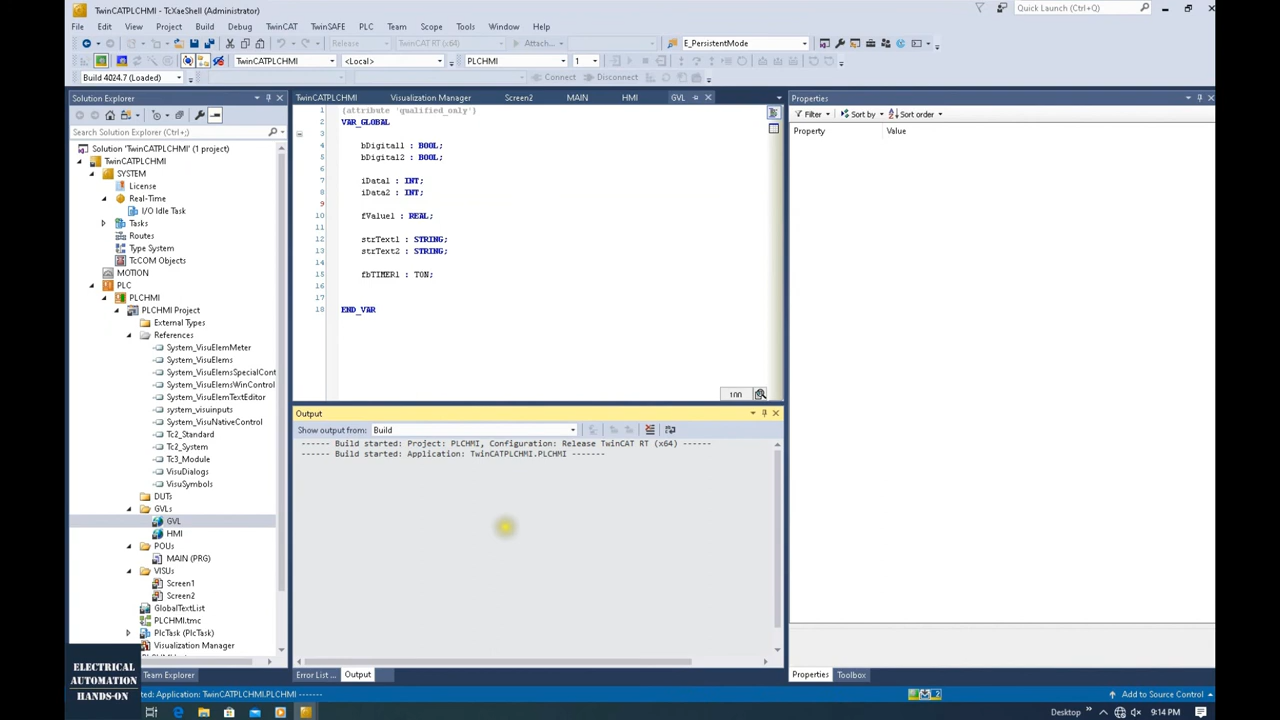 TwinCATPLCHMI - TcXaeShell (Administrator)
Quick Launch (Ctrl+;)
File Edit View Project Build Debug TwinCAT TwinSAFE PLC Team Scope Tools Window Help
Release TwinCAT RT (x64) Attach... E_PersistentMode
TwinCATPLCHMI <Local> PLCHMI 1
Build 4024.7 (Loaded) Connect Disconnect
Solution Explorer
Search Solution Explorer (Ctrl+;)
Solution 'TwinCATPLCHMI' (1 project)
TwinCATPLCHMI
SYSTEM
License
Real-Time
I/O Idle Task
Tasks
Routes
Type System
TcCOM Objects
MOTION
PLC
PLCHMI
PLCHMI Project
External Types
References
System_VisuElemMeter
System_VisuElems
System_VisuElemsSpecialCont
System_VisuElemsWinControl
System_VisuElemTextEditor
system_visuinputs
System_VisuNativeControl
Tc2_Standard
Tc2_System
Tc3_Module
VisuDialogs
VisuSymbols
DUTs
GVLs
GVL
HMI
POUs
MAIN (PRG)
VISUs
Screen1
Screen2
GlobalTextList
PLCHMI.tmc
PlcTask (PlcTask)
Visualization Manager
Team Explorer
TwinCATPLCHMI Visualization Manager Screen2 MAIN HMI GVL
1 {attribute 'qualified_only'}
2 VAR_GLOBAL
3
4 bDigital1 : BOOL;
5 bDigital2 : BOOL;
6
7 iData1 : INT;
8 iData2 : INT;
9
10 fValue1 : REAL;
11
12 strText1 : STRING;
13 strText2 : STRING;
14
15 fbTIMER1 : TON;
16
17
18 END_VAR
100
Output
Show output from: Build
------ Build started: Project: PLCHMI, Configuration: Release TwinCAT RT (x64) ------
------ Build started: Application: TwinCATPLCHMI.PLCHMI -------
Error List ... Output
Properties
Filter Sort by Sort order
Property Value
Properties Toolbox
ELECTRICAL
AUTOMATION
HANDS-ON
ted: Application: TwinCATPLCHMI.PLCHMI -------
2
Add to Source Control
Desktop 9:14 PM